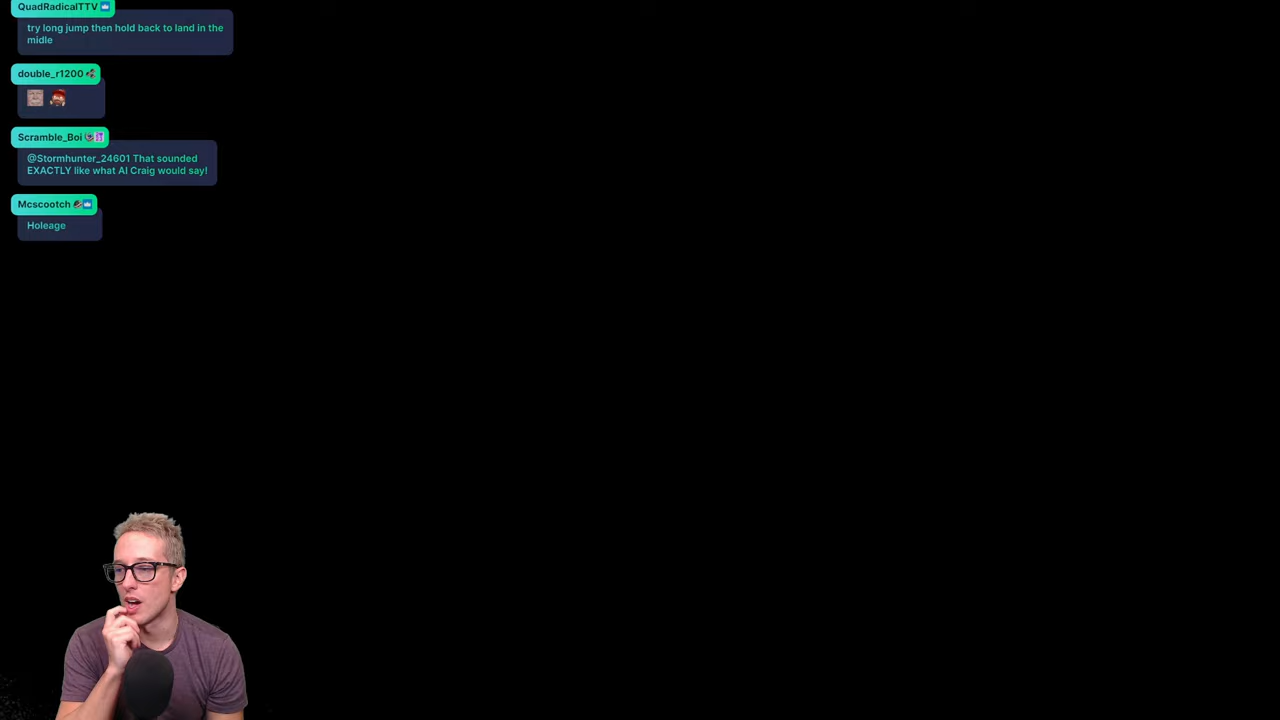 QuadRadicalTTV
try long jump then hold back to land in the
midle
double_r1200
Scramble_Boi
@Stormhunter_24601 That sounded
EXACTLY like what AI Craig would say!
Mcscootch
Holeage